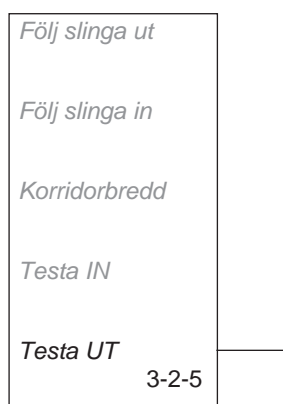 Följ slinga ut
Följ slinga in
Korridorbredd
Testa IN
Testa UT
3-2-5